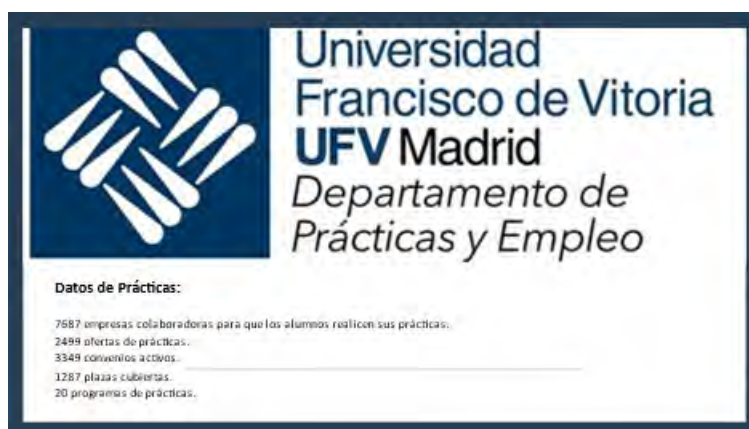 Universidad
Francisco de Vitoria
UFV Madrid
Departamento de
Prácticas y Empleo
Datos de Prácticas:
7687 empresas colaboradoras para que los alumnos realicen sus prácticas.
2499 ofertas de prácticas.
3349 convenios activos.
1287 plazas cubiertas.
20 programas de prácticas.